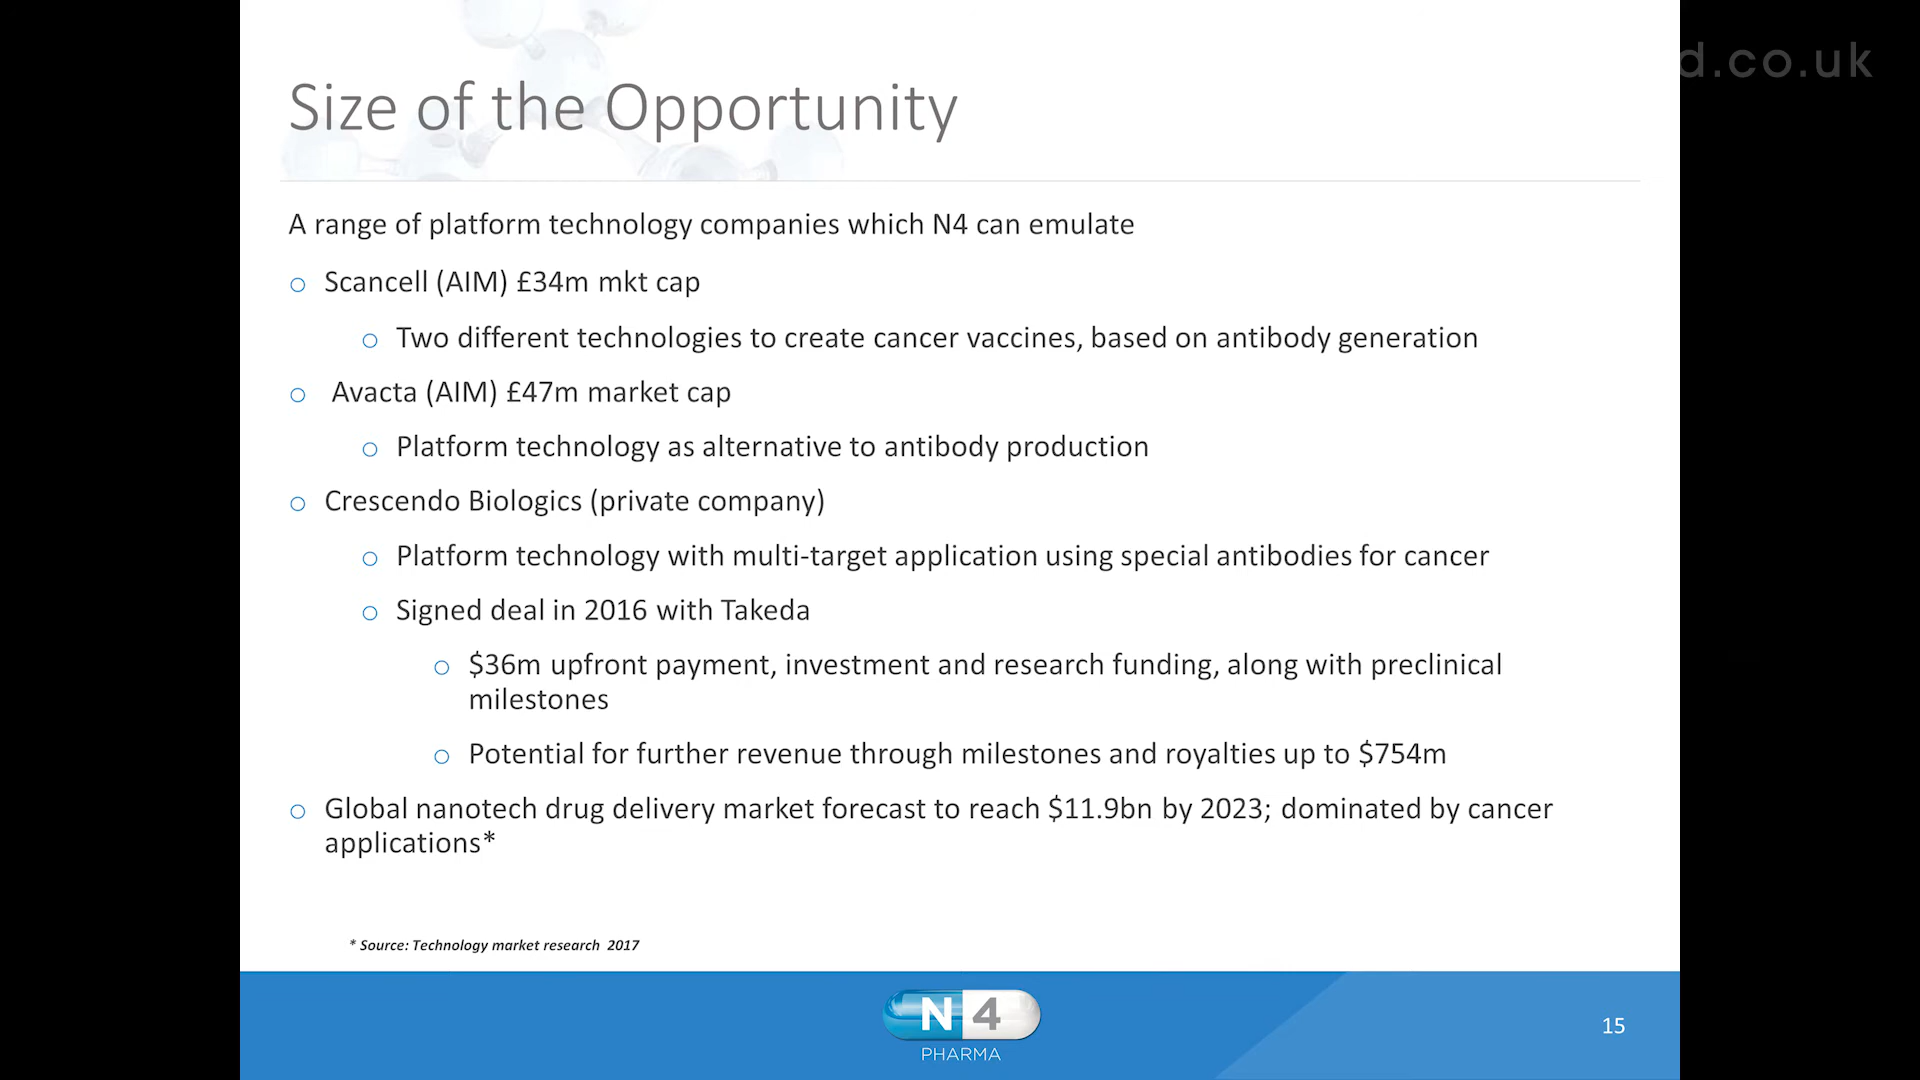 d.co.uk
Size of the Opportunity
A range of platform technology companies which N4 can emulate
o Scancell (AIM) £34m mkt cap
o Two different technologies to create cancer vaccines, based on antibody generation
o Avacta (AIM) £47m market cap
o Platform technology as alternative to antibody production
o Crescendo Biologics (private company)
o Platform technology with multi-target application using special antibodies for cancer
o Signed deal in 2016 with Takeda
o $36m upfront payment, investment and research funding, along with preclinical
milestones
o Potential for further revenue through milestones and royalties up to $754m
o Global nanotech drug delivery market forecast to reach $11.9bn by 2023; dominated by cancer
applications*
* Source: Technology market research 2017
N4
PHARMA
15